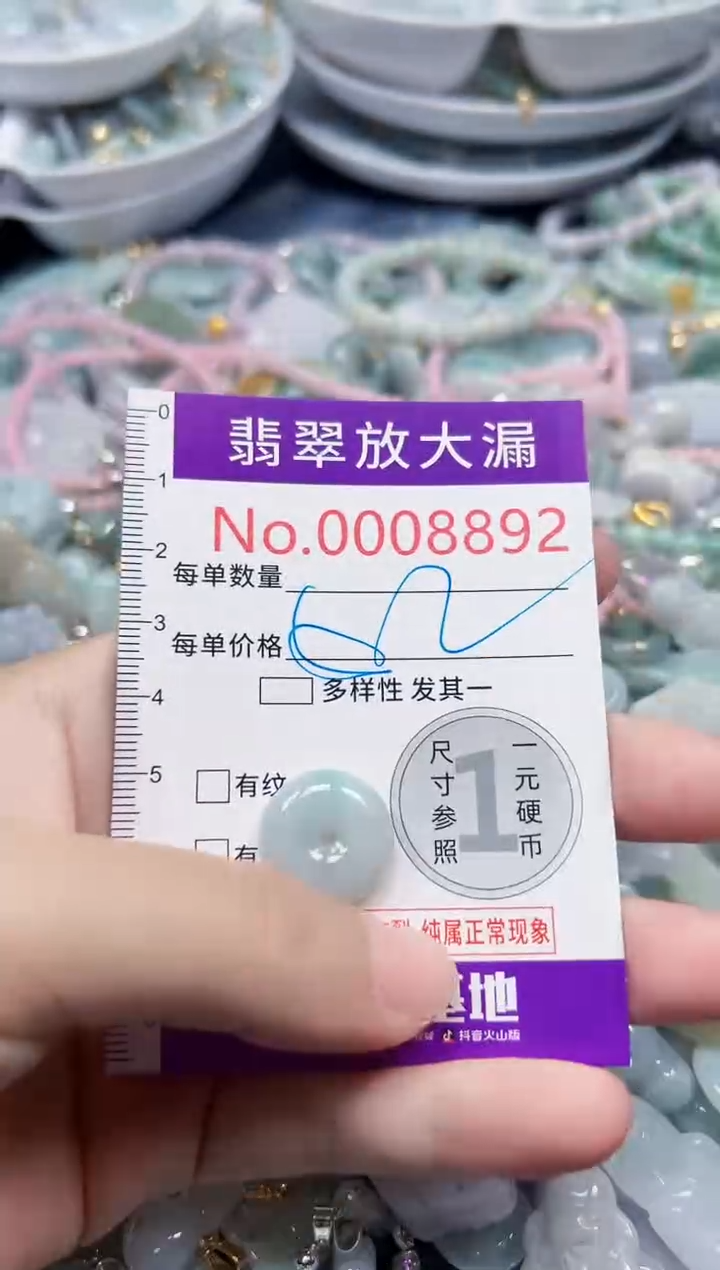 0
翡翠放大漏
1
No.0008892
2
每单数量
3
每单价格
4
多样性 发其一
5
有纹
有
尺寸参照
1
一元硬币
纯属正常现象
基地
抖音火山版